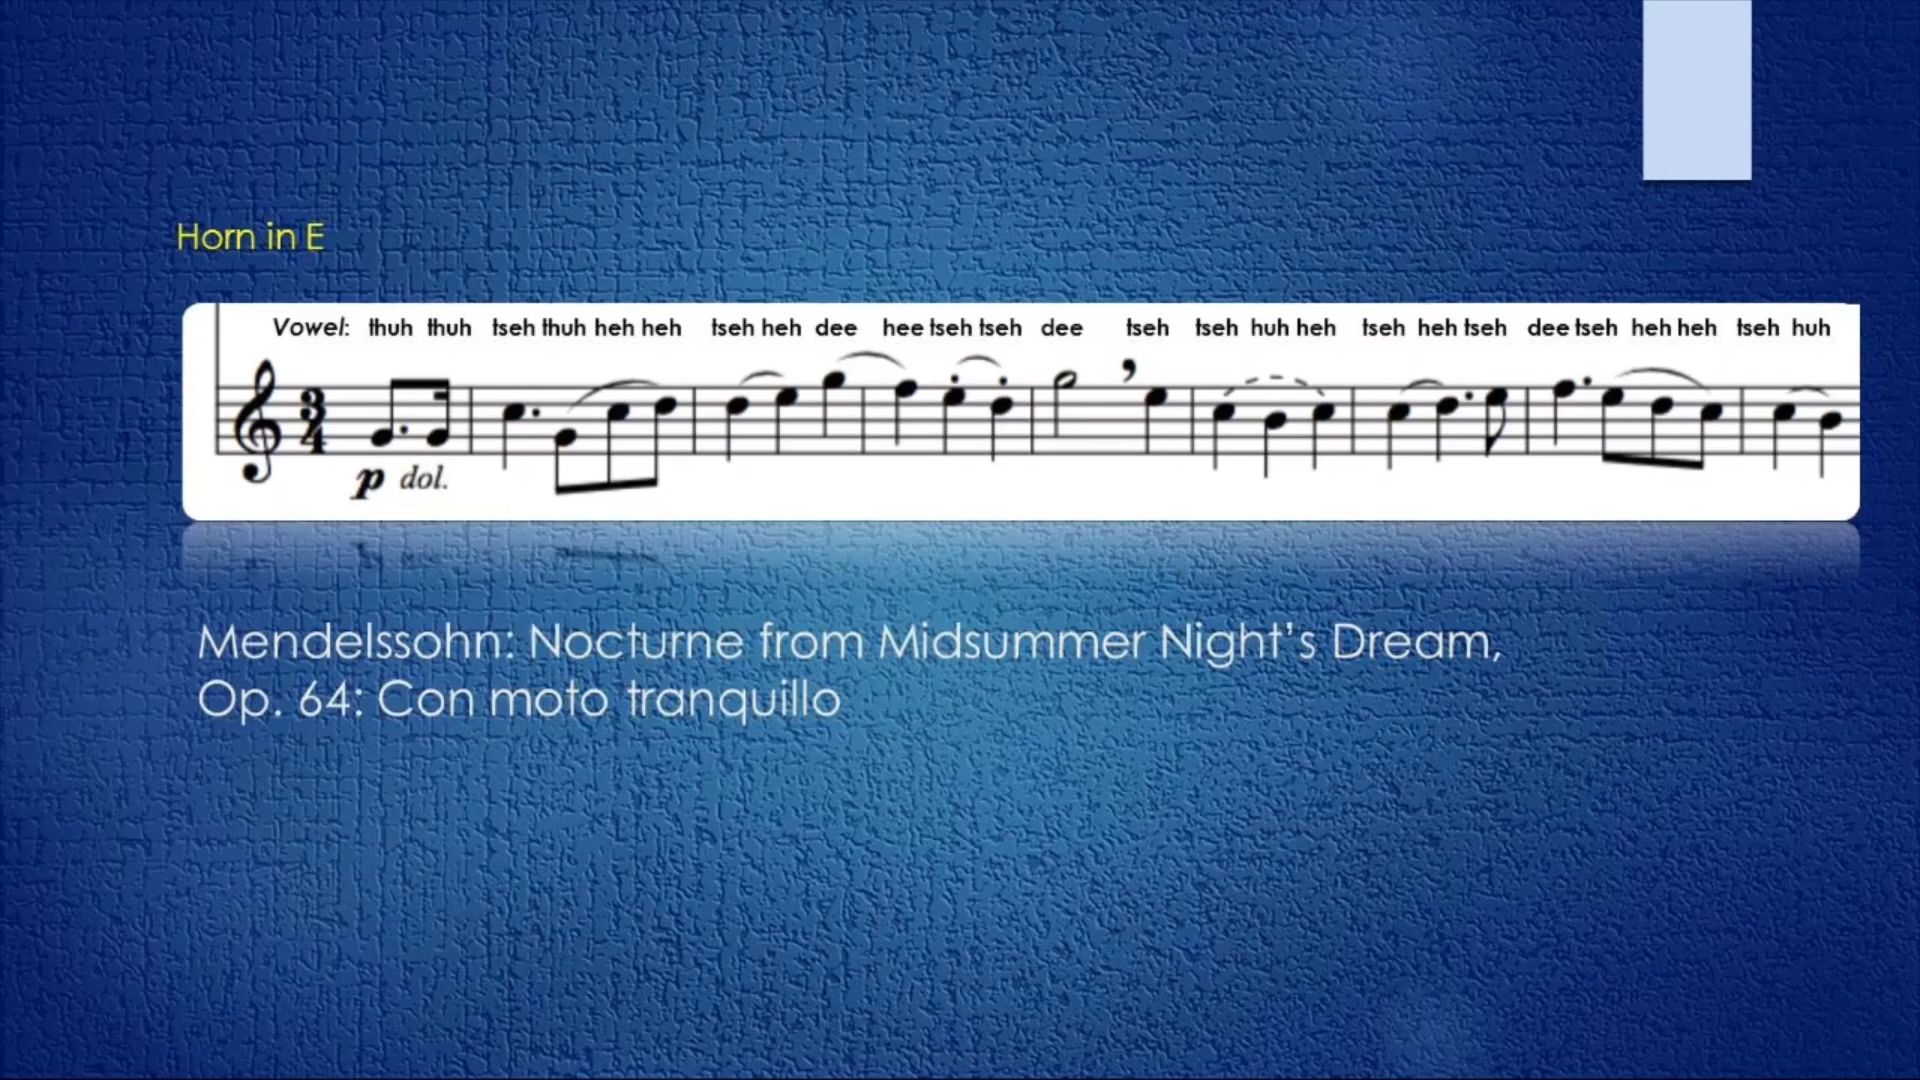 Horn in E
Vowel: thuh thuh tseh thuh heh heh tseh heh dee hee tseh tseh dee tseh tseh huh heh tseh heh tseh dee tseh heh heh tseh huh
3
4
p dol.
Mendelssohn: Nocturne from Midsummer Night’s Dream,
Op. 64: Con moto tranquillo